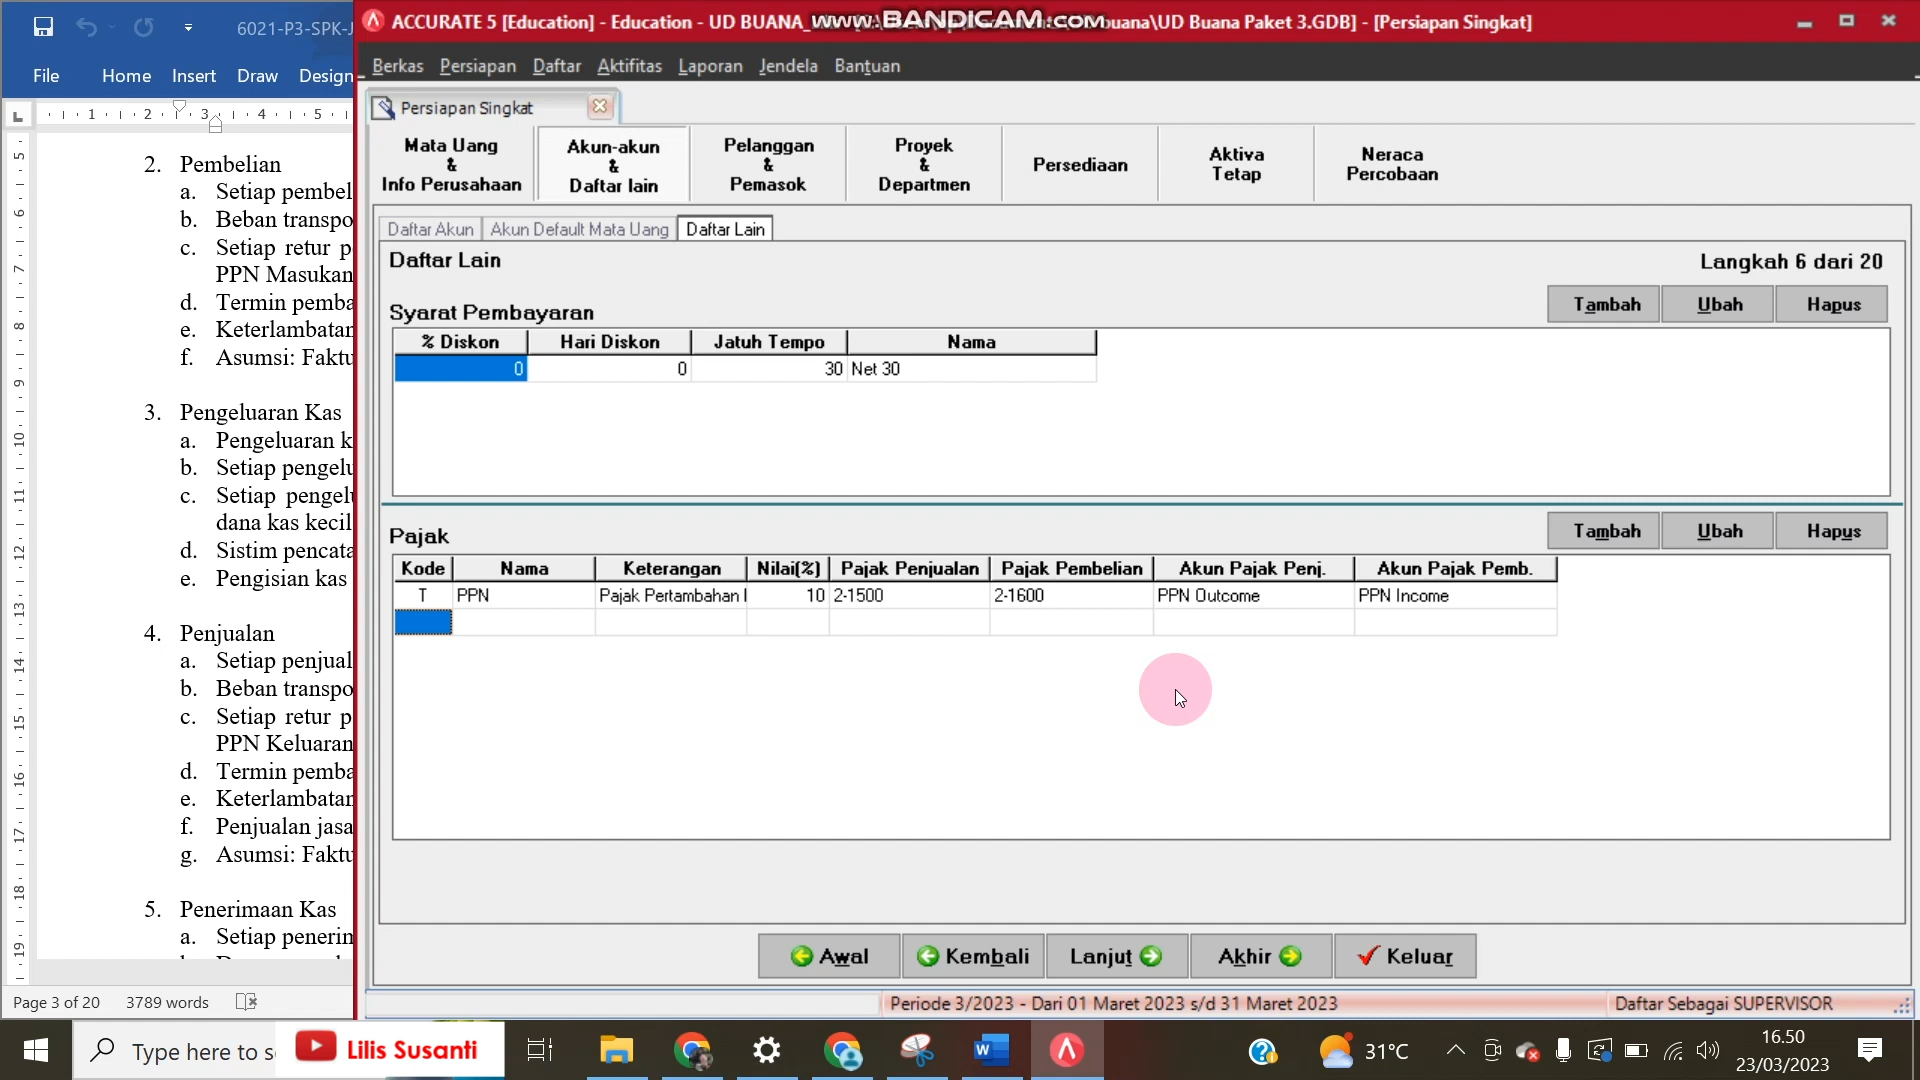 6021-P3-SPK-
File Home Insert Draw Design
2. Pembelian
a. Setiap pembel
b. Beban transpo
c. Setiap retur p
PPN Masukan
d. Termin pemba
e. Keterlambatan
f. Asumsi: Faktu
3. Pengeluaran Kas
a. Pengeluaran k
b. Setiap pengelu
c. Setiap pengelu
dana kas kecil
d. Sistim pencata
e. Pengisian kas
4. Penjualan
a. Setiap penjual
b. Beban transpo
c. Setiap retur p
PPN Keluaran
d. Termin pemba
e. Keterlambatan
f. Penjualan jasa
g. Asumsi: Faktu
5. Penerimaan Kas
a. Setiap penerim
Page 3 of 20 3789 words
ACCURATE 5 [Education] - Education - UD BUANA_ buana\UD Buana Paket 3.GDB] - [Persiapan Singkat]
www.BANDICAM.com
Berkas Persiapan Daftar Aktifitas Laporan Jendela Bantuan
Persiapan Singkat
Mata Uang & Info Perusahaan
Akun-akun & Daftar lain
Pelanggan & Pemasok
Proyek & Departmen
Persediaan
Aktiva Tetap
Neraca Percobaan
Daftar Akun Akun Default Mata Uang Daftar Lain
Daftar Lain Langkah 6 dari 20
Syarat Pembayaran Tambah Ubah Hapus
% Diskon Hari Diskon Jatuh Tempo Nama
0 0 30 Net 30
Pajak Tambah Ubah Hapus
Kode Nama Keterangan Nilai(%) Pajak Penjualan Pajak Pembelian Akun Pajak Penj. Akun Pajak Pemb.
T PPN Pajak Pertambahan 10 2-1500 2-1600 PPN Outcome PPN Income
Awal Kembali Lanjut Akhir Keluar
Periode 3/2023 - Dari 01 Maret 2023 s/d 31 Maret 2023 Daftar Sebagai SUPERVISOR
Type here to s Lilis Susanti 31°C 16.50
23/03/2023